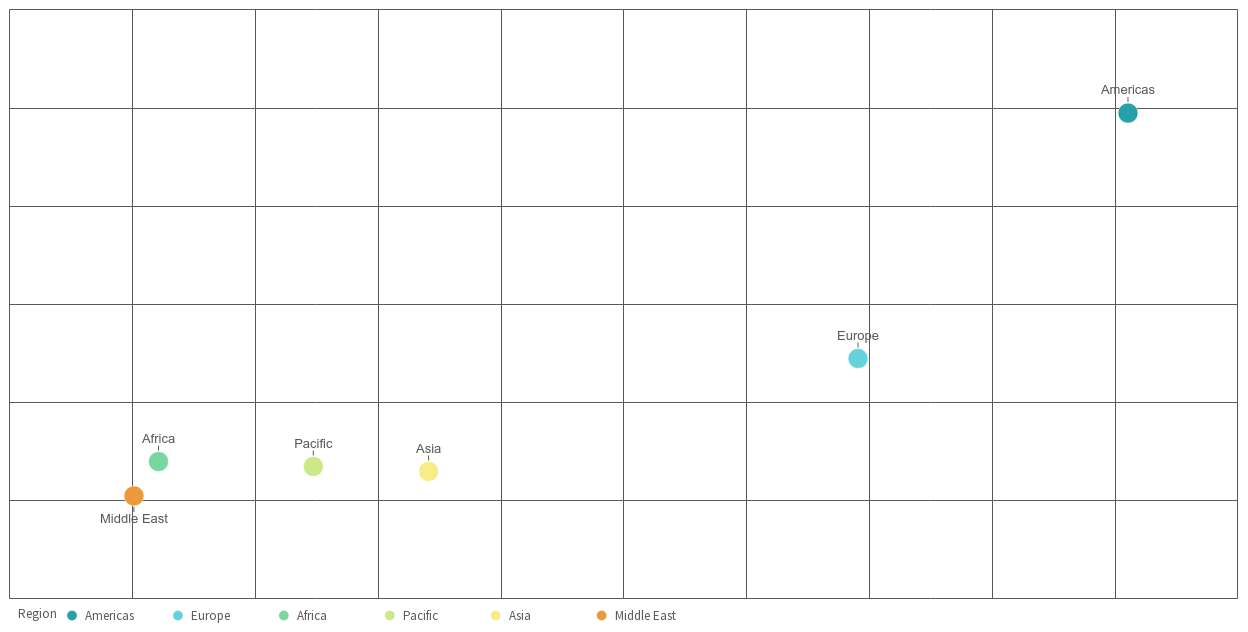 Americas
Europe
Africa
Pacific
Asia
Middle East
Region Americas Europe Africa Pacific Asia Middle East